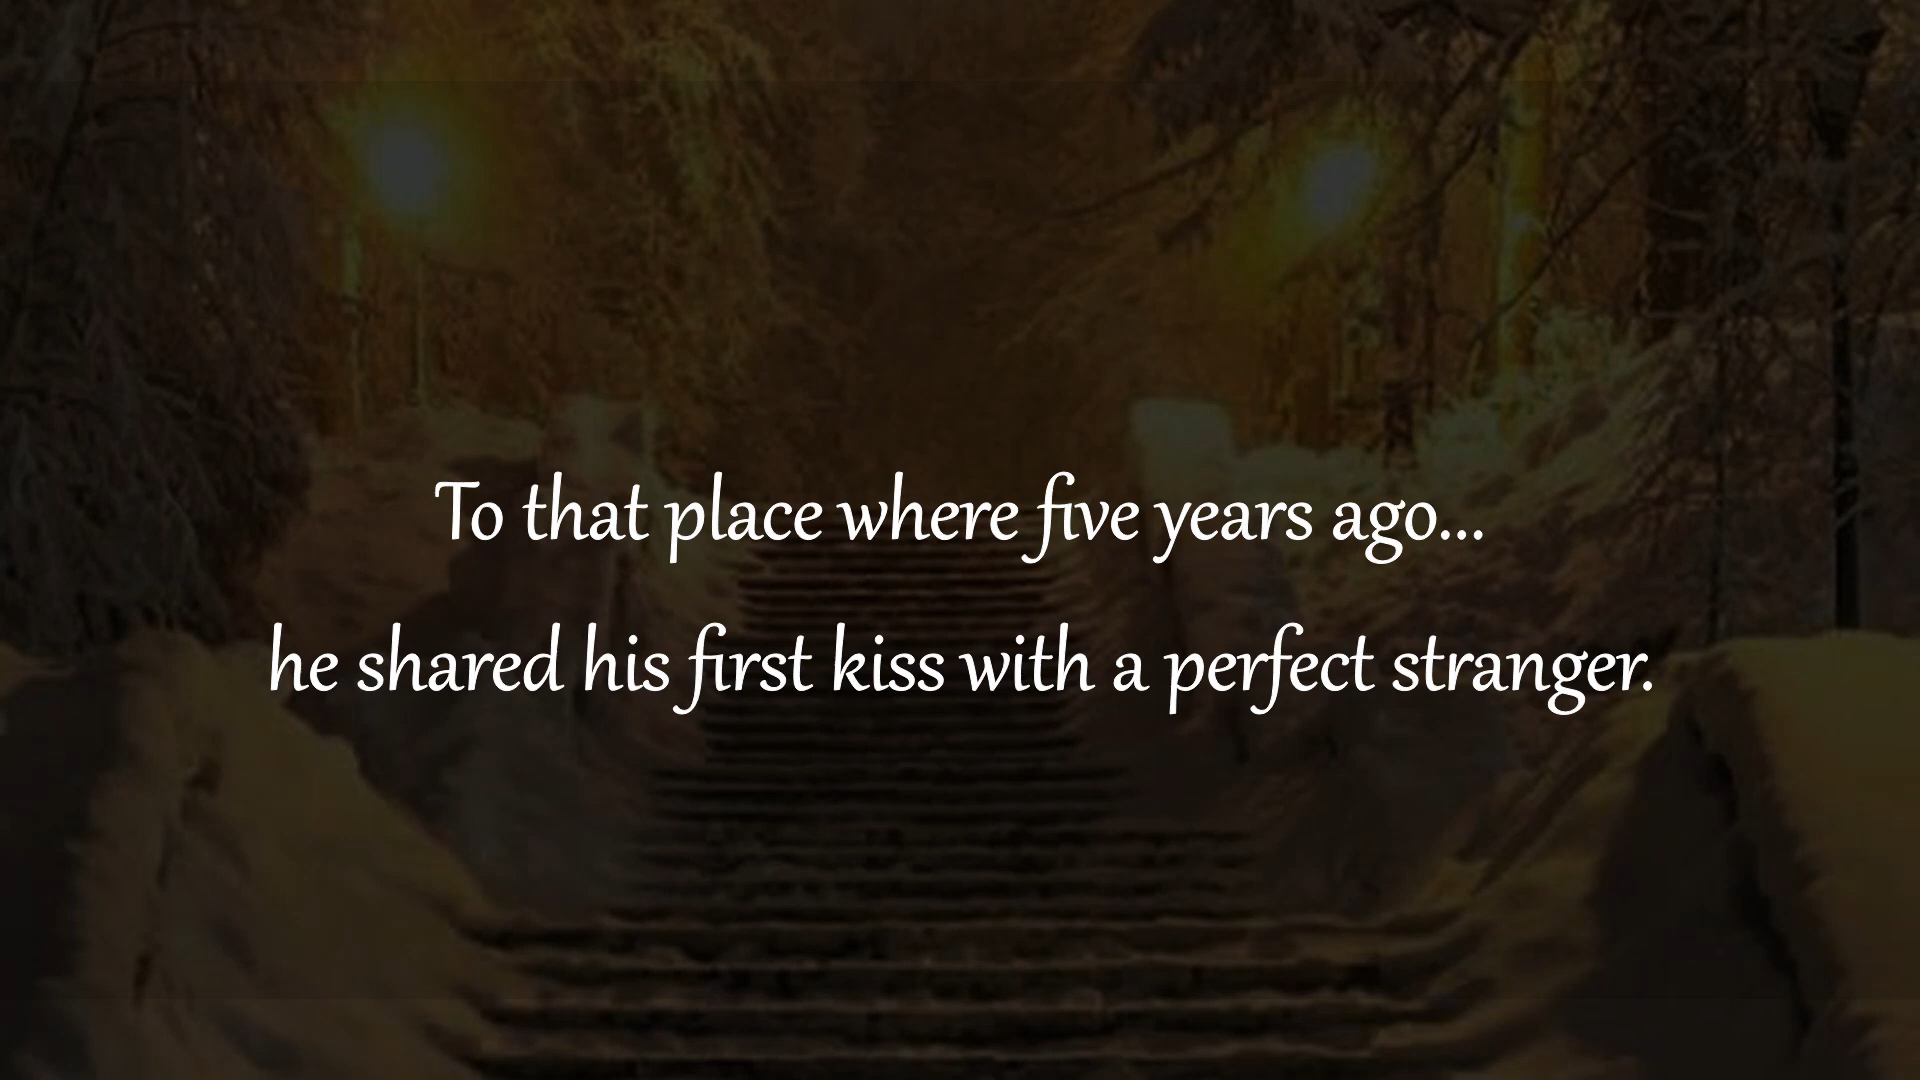 To that place where five years ago...
he shared his first kiss with a perfect stranger.